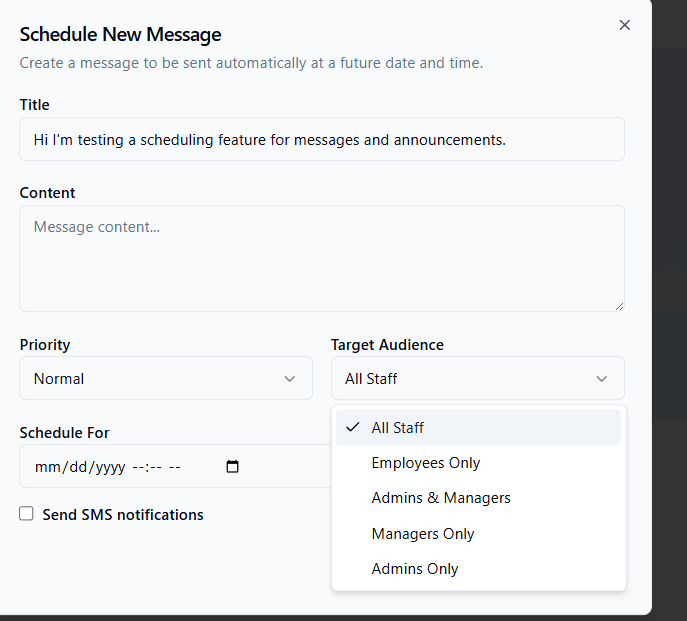 Schedule New Message
Create a message to be sent automatically at a future date and time.
Title
Hi I'm testing a scheduling feature for messages and announcements.
Content
Message content...
Priority
Target Audience
Normal
All Staff
Schedule For
mm/dd/yyyy --:-- --
Send SMS notifications
All Staff
Employees Only
Admins & Managers
Managers Only
Admins Only